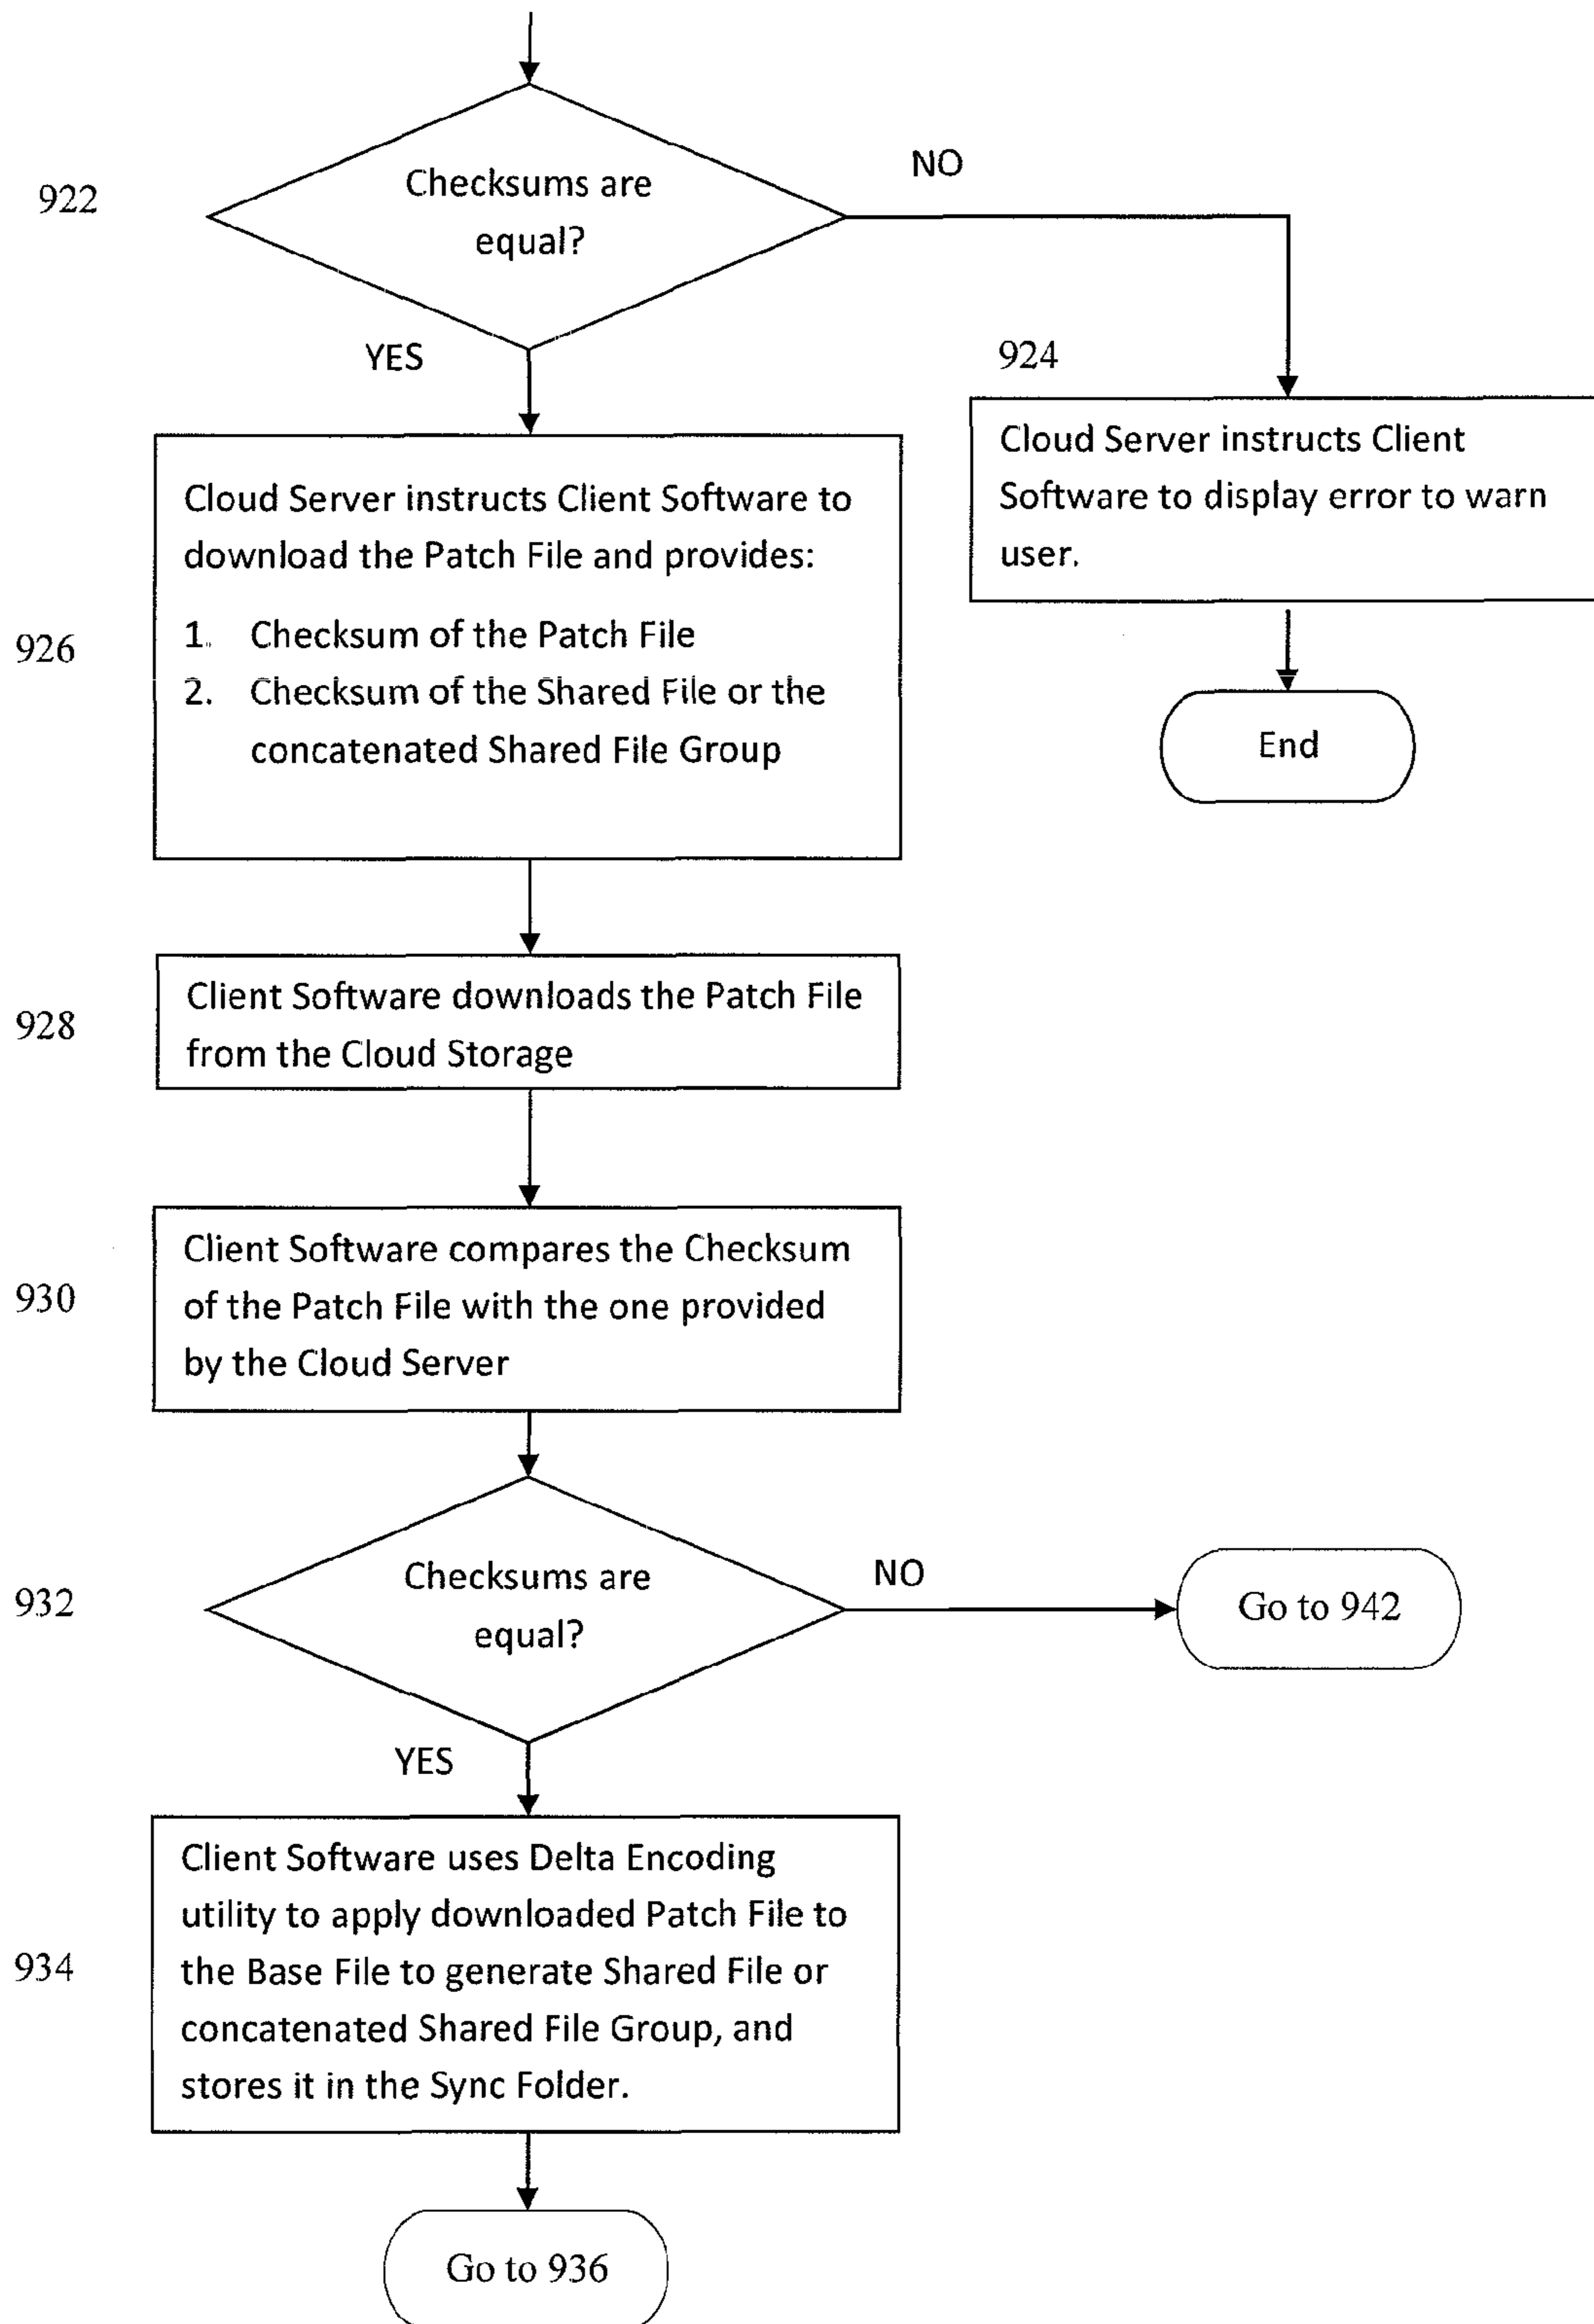 922
Checksums are
equal?
NO
YES
924
Cloud Server instructs Client
Software to display error to warn
user.
End
926
Cloud Server instructs Client Software to
download the Patch File and provides:
1. Checksum of the Patch File
2. Checksum of the Shared File or the
concatenated Shared File Group
928
Client Software downloads the Patch File
from the Cloud Storage
930
Client Software compares the Checksum
of the Patch File with the one provided
by the Cloud Server
932
Checksums are
equal?
NO
Go to 942
YES
934
Client Software uses Delta Encoding
utility to apply downloaded Patch File to
the Base File to generate Shared File or
concatenated Shared File Group, and
stores it in the Sync Folder.
Go to 936